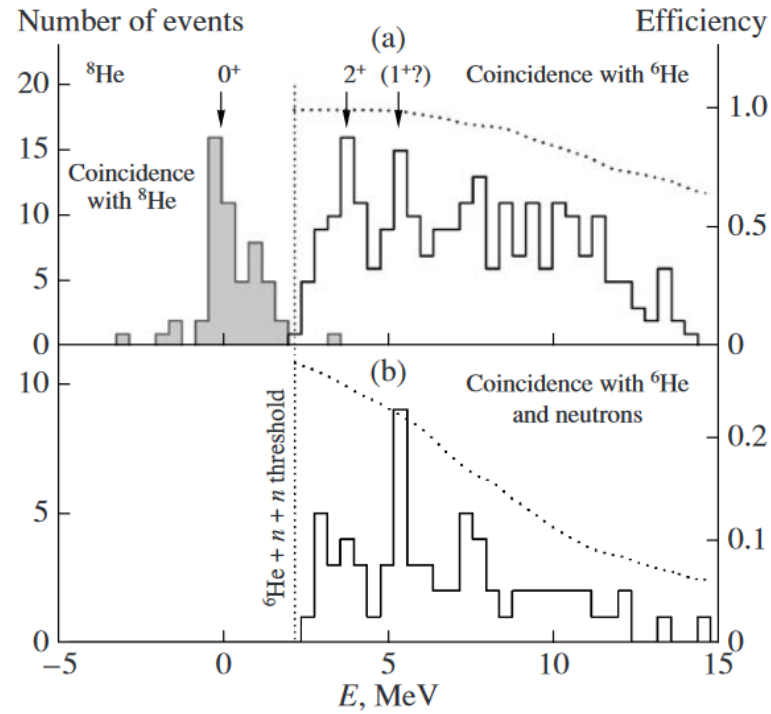 Number of events
Efficiency
(a)
⁸He
0⁺
2⁺
(1⁺?)
Coincidence with ⁶He
20
15
10
5
0
1.0
0.5
0
Coincidence
with ⁸He
(b)
Coincidence with ⁶He
and neutrons
⁶He + n + n threshold
10
5
0
0.2
0.1
0
−5
0
5
10
15
E, MeV